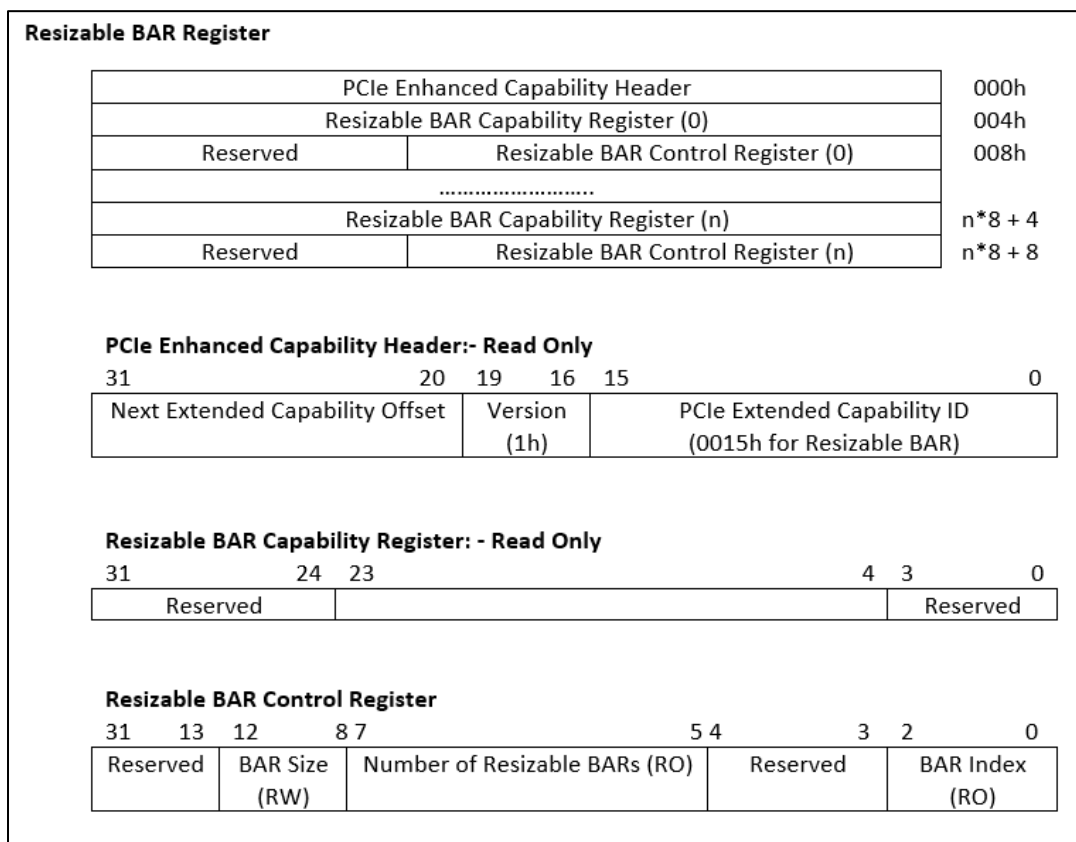 Resizable BAR Register
PCIe Enhanced Capability Header 000h
Resizable BAR Capability Register (0) 004h
Reserved Resizable BAR Control Register (0) 008h
……………………..
Resizable BAR Capability Register (n) n*8 + 4
Reserved Resizable BAR Control Register (n) n*8 + 8
PCIe Enhanced Capability Header:- Read Only
31 20 19 16 15 0
Next Extended Capability Offset Version PCIe Extended Capability ID
(1h) (0015h for Resizable BAR)
Resizable BAR Capability Register: - Read Only
31 24 23 4 3 0
Reserved Reserved
Resizable BAR Control Register
31 13 12 8 7 5 4 3 2 0
Reserved BAR Size Number of Resizable BARs (RO) Reserved BAR Index
(RW) (RO)